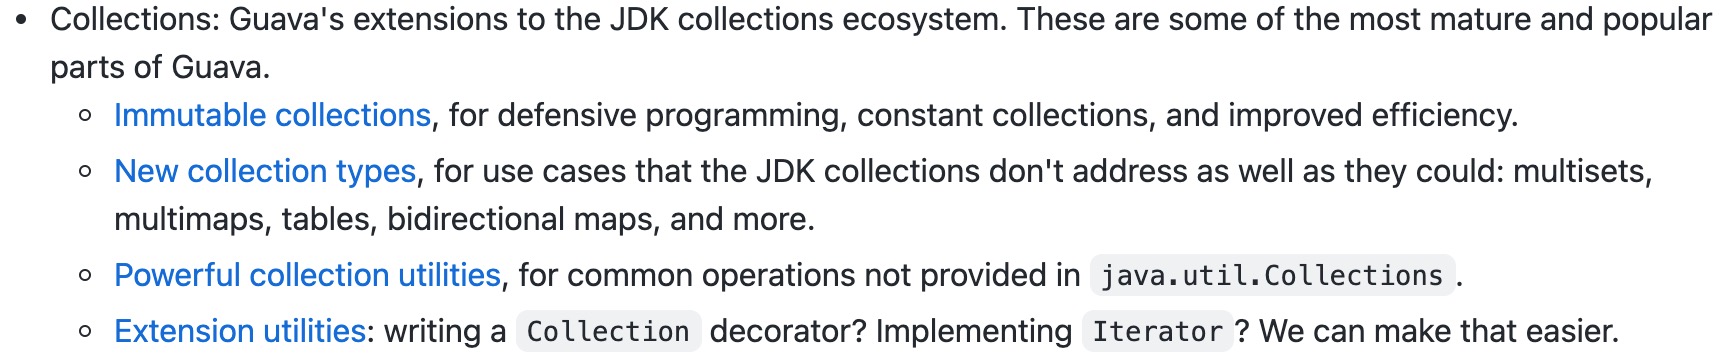 • Collections: Guava's extensions to the JDK collections ecosystem. These are some of the most mature and popular
parts of Guava.
◦ Immutable collections, for defensive programming, constant collections, and improved efficiency.
◦ New collection types, for use cases that the JDK collections don't address as well as they could: multisets,
multimaps, tables, bidirectional maps, and more.
◦ Powerful collection utilities, for common operations not provided in java.util.Collections.
◦ Extension utilities: writing a Collection decorator? Implementing Iterator? We can make that easier.